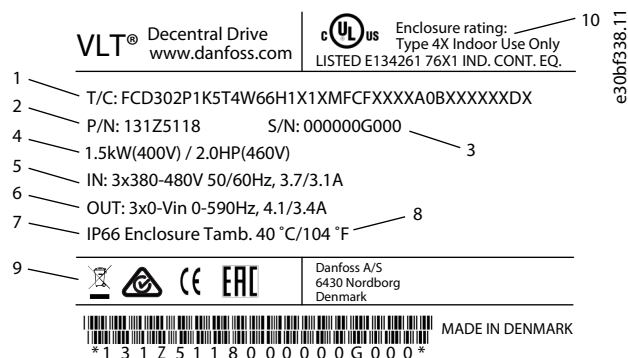 VLT® Decentral Drive
www.danfoss.com
c UL us
Enclosure rating:
Type 4X Indoor Use Only
LISTED E134261 76X1 IND. CONT. EQ.
10
e30bf338.11
1
T/C: FCD302P1K5T4W66H1X1XMFCFXXXXA0BXXXXXXDX
2
P/N: 131Z5118 S/N: 000000G000
3
4
1.5kW(400V) / 2.0HP(460V)
5
IN: 3x380-480V 50/60Hz, 3.7/3.1A
6
OUT: 3x0-Vin 0-590Hz, 4.1/3.4A
7
IP66 Enclosure Tamb. 40 ˚C/104 ˚F
8
9
CE EAC
Danfoss A/S
6430 Nordborg
Denmark
*131Z5118000000G000*
MADE IN DENMARK